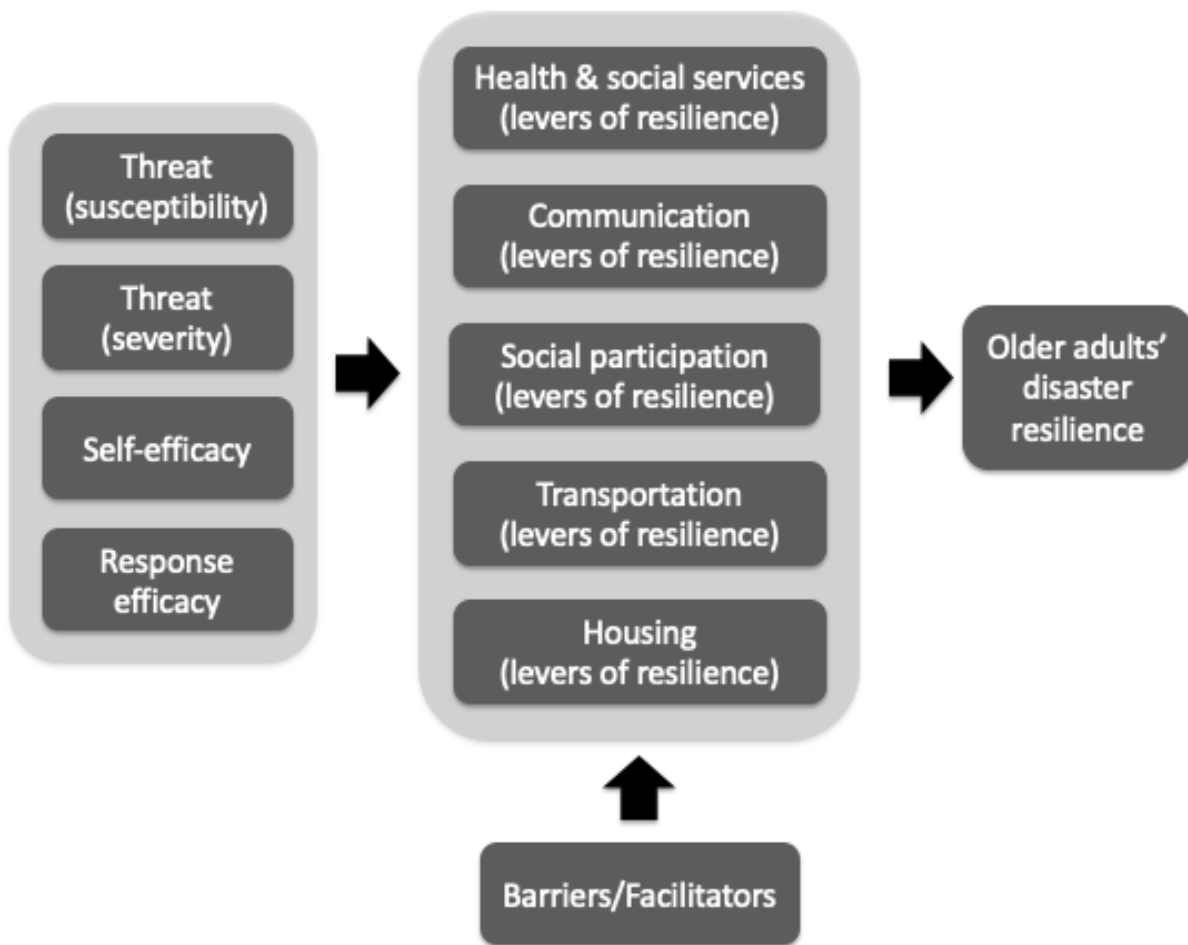 Threat
(susceptibility)
Threat
(severity)
Self-efficacy
Response
efficacy
Health & social services
(levers of resilience)
Communication
(levers of resilience)
Social participation
(levers of resilience)
Transportation
(levers of resilience)
Housing
(levers of resilience)
Barriers/Facilitators
Older adults’
disaster
resilience